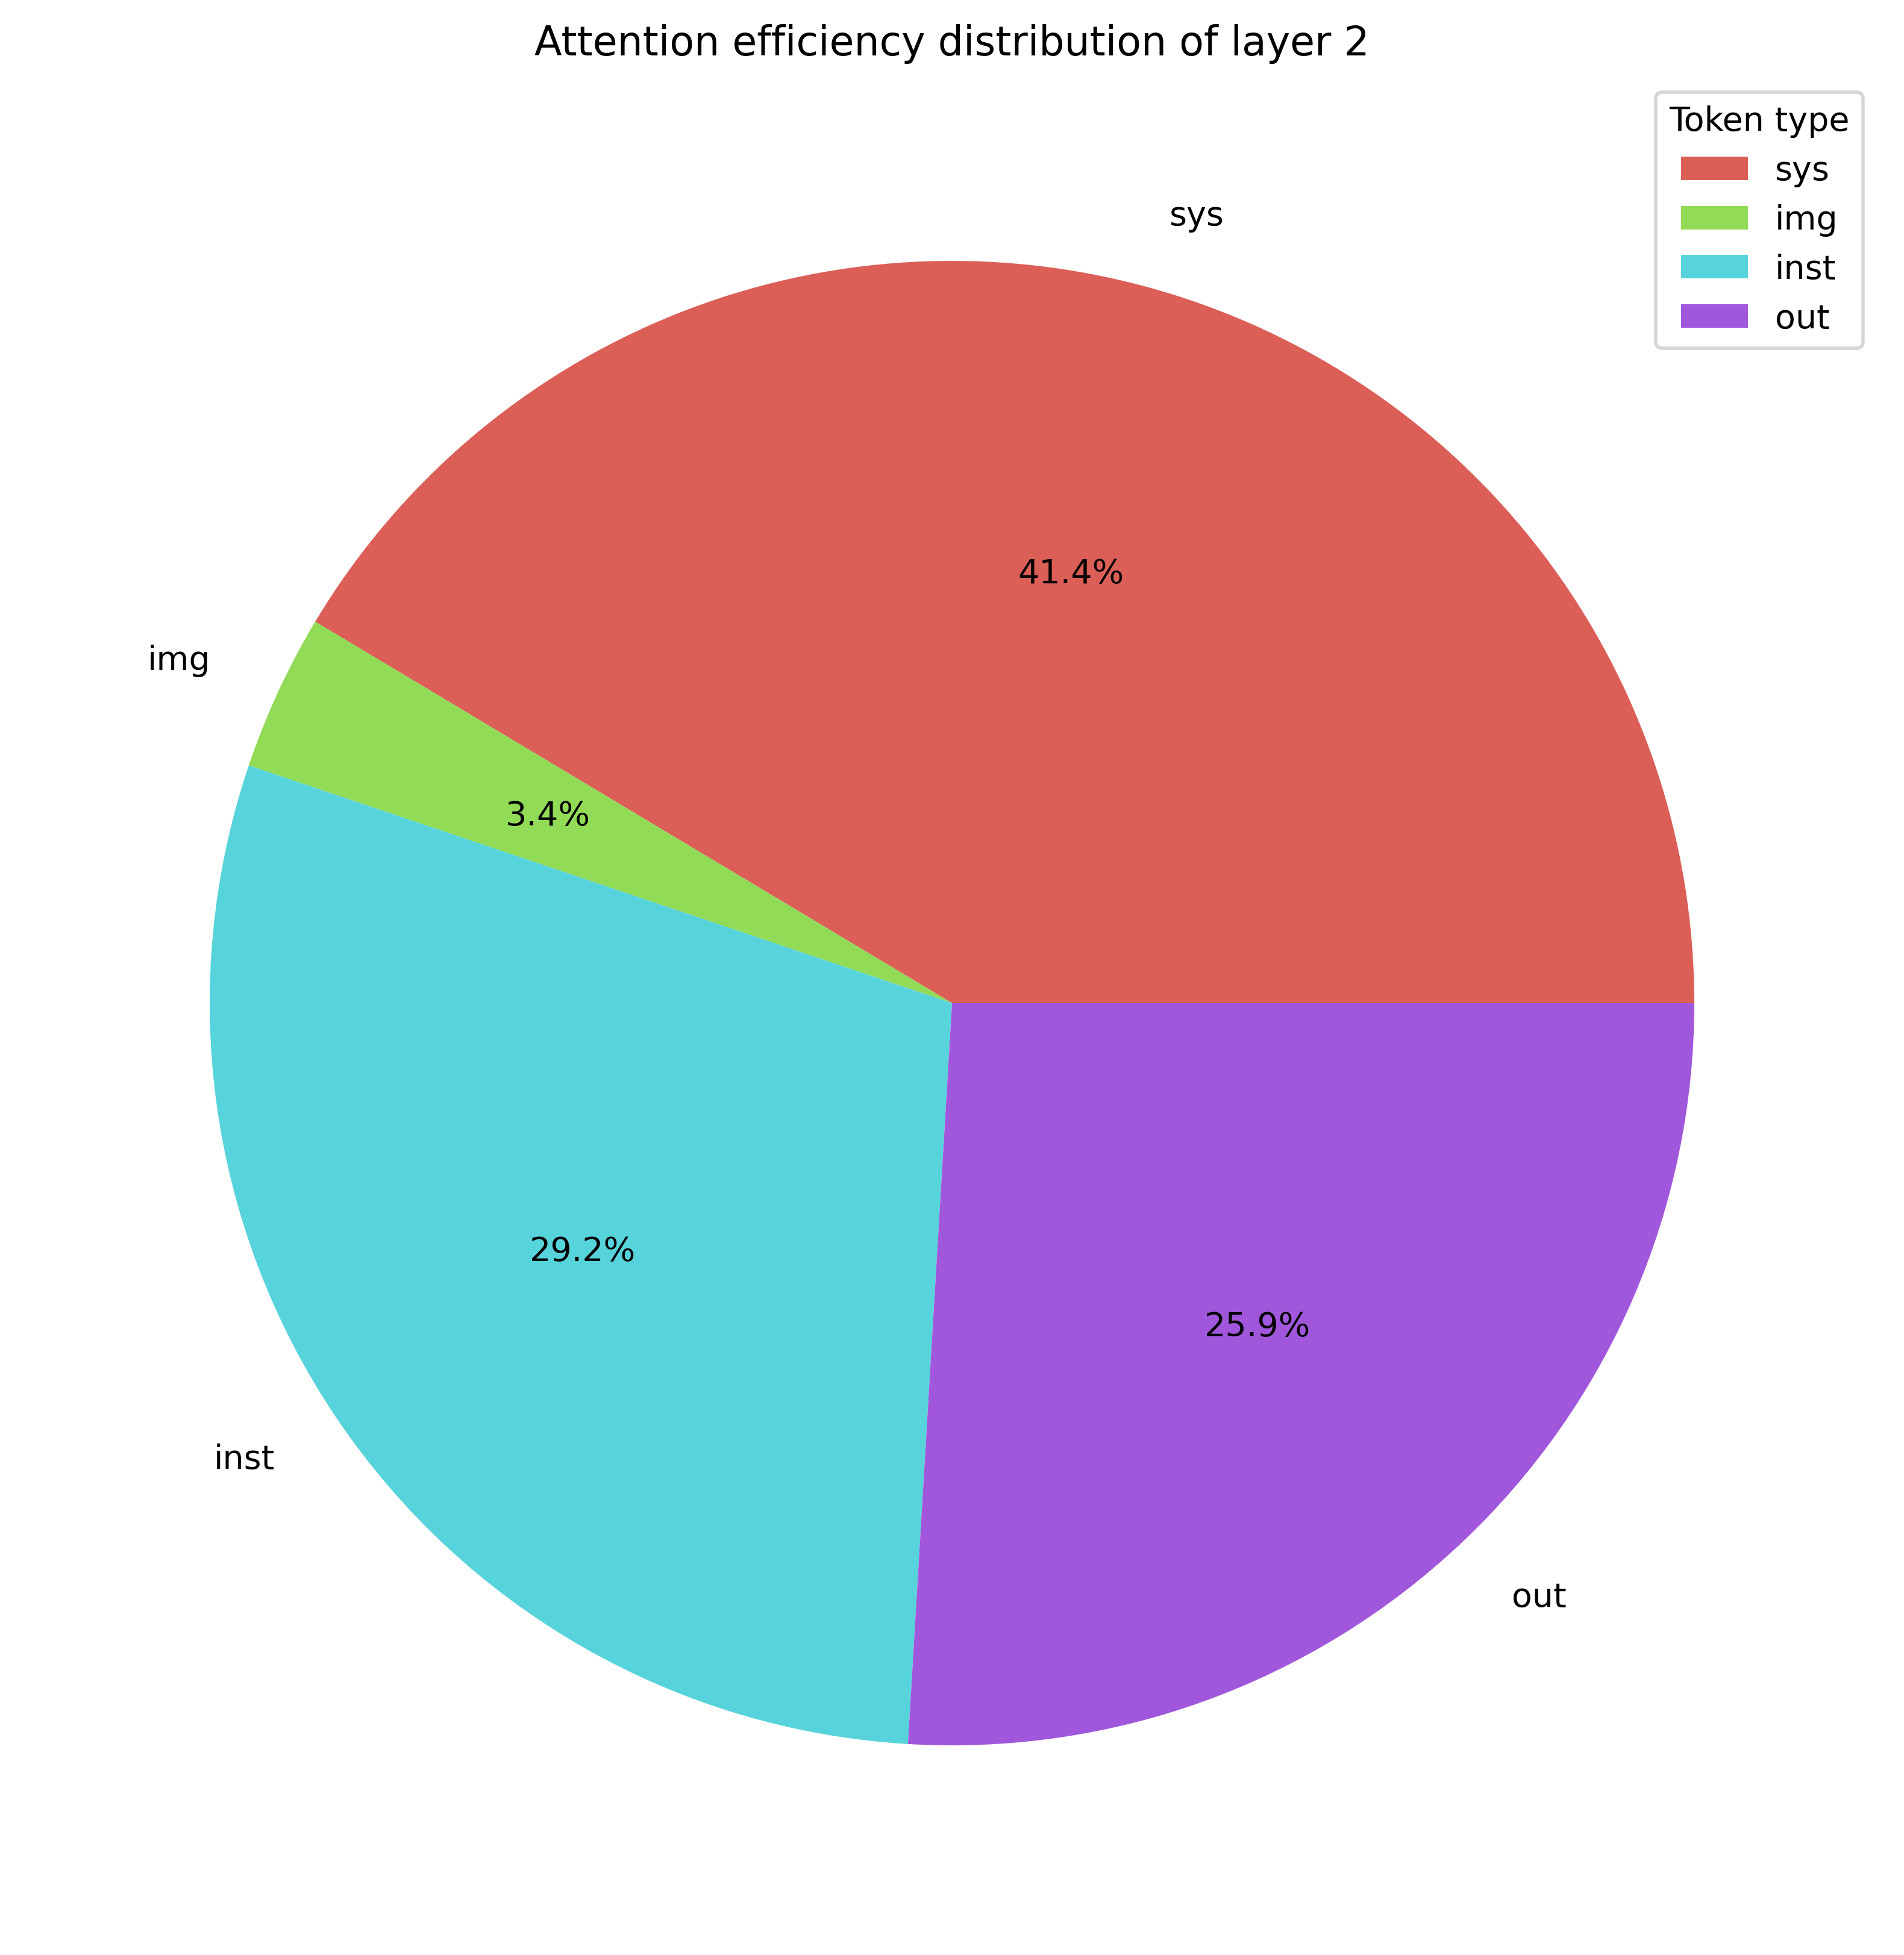 Attention efficiency distribution of layer 2
Token type
sys
img
inst
out
sys
41.4%
img
3.4%
29.2%
25.9%
inst
out